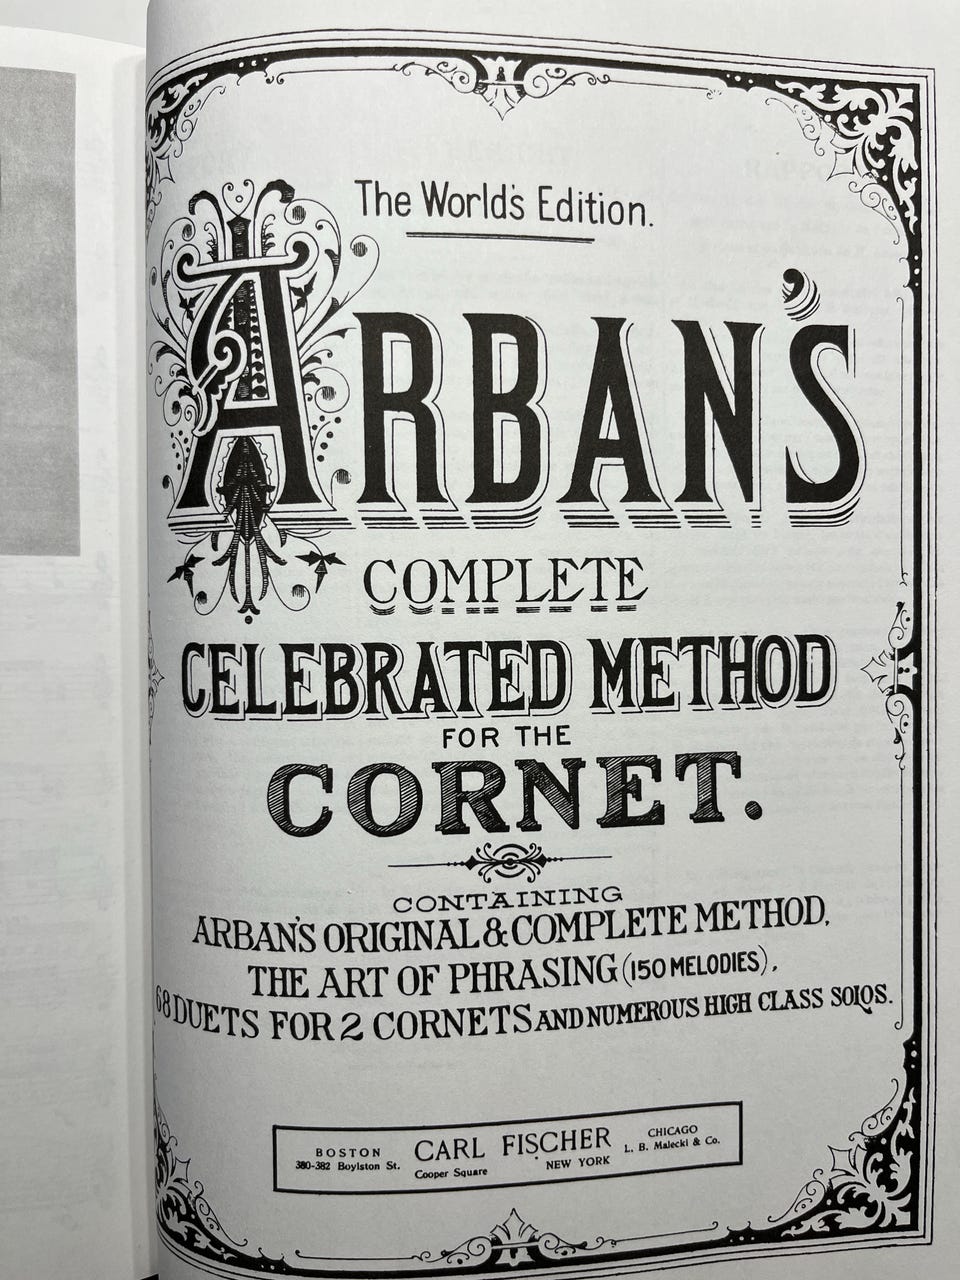 The World's Edition.
ARBAN'S
COMPLETE
CELEBRATED METHOD
FOR THE
CORNET.
CONTAINING
ARBAN'S ORIGINAL & COMPLETE METHOD,
THE ART OF PHRASING (150 MELODIES),
68 DUETS FOR 2 CORNETS AND NUMEROUS HIGH CLASS SOLOS.
BOSTON
380-382 Boylston St.
CARL FISCHER
Cooper Square NEW YORK
CHICAGO
L. B. Malecki & Co.